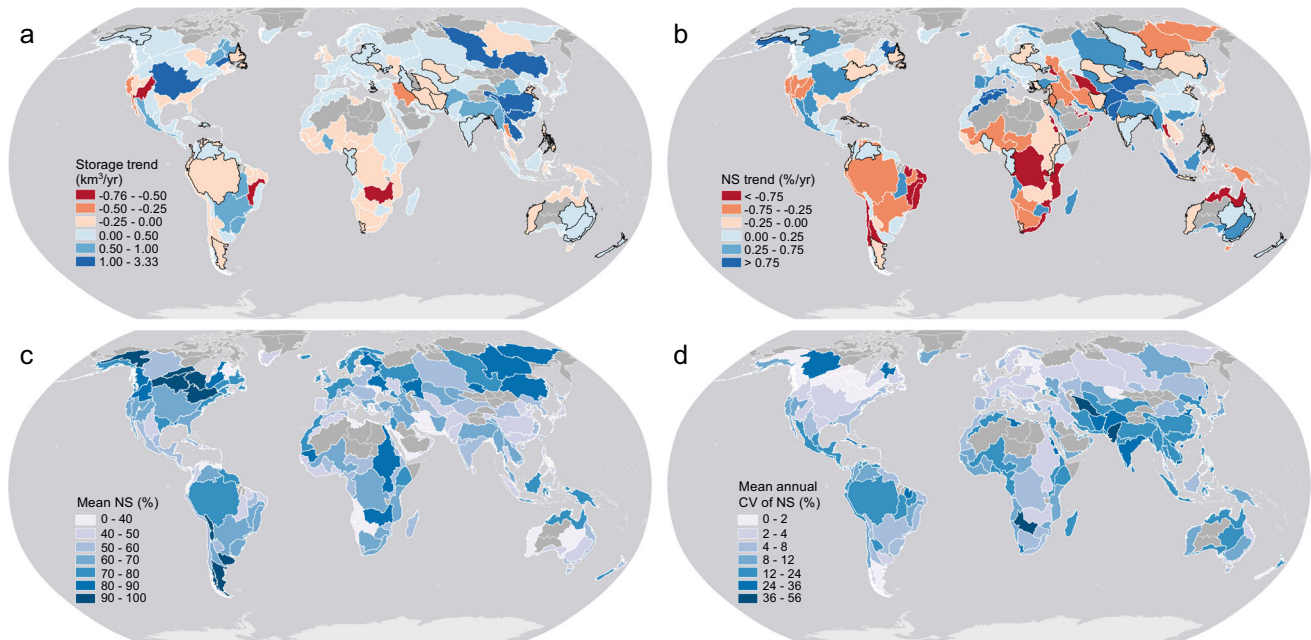 a
Storage trend
(km³/yr)
-0.76 - -0.50
-0.50 - -0.25
-0.25 - 0.00
0.00 - 0.50
0.50 - 1.00
1.00 - 3.33
b
NS trend (%/yr)
< -0.75
-0.75 - -0.25
-0.25 - 0.00
0.00 - 0.25
0.25 - 0.75
> 0.75
c
Mean NS (%)
0 - 40
40 - 50
50 - 60
60 - 70
70 - 80
80 - 90
90 - 100
d
Mean annual
CV of NS (%)
0 - 2
2 - 4
4 - 8
8 - 12
12 - 24
24 - 36
36 - 56